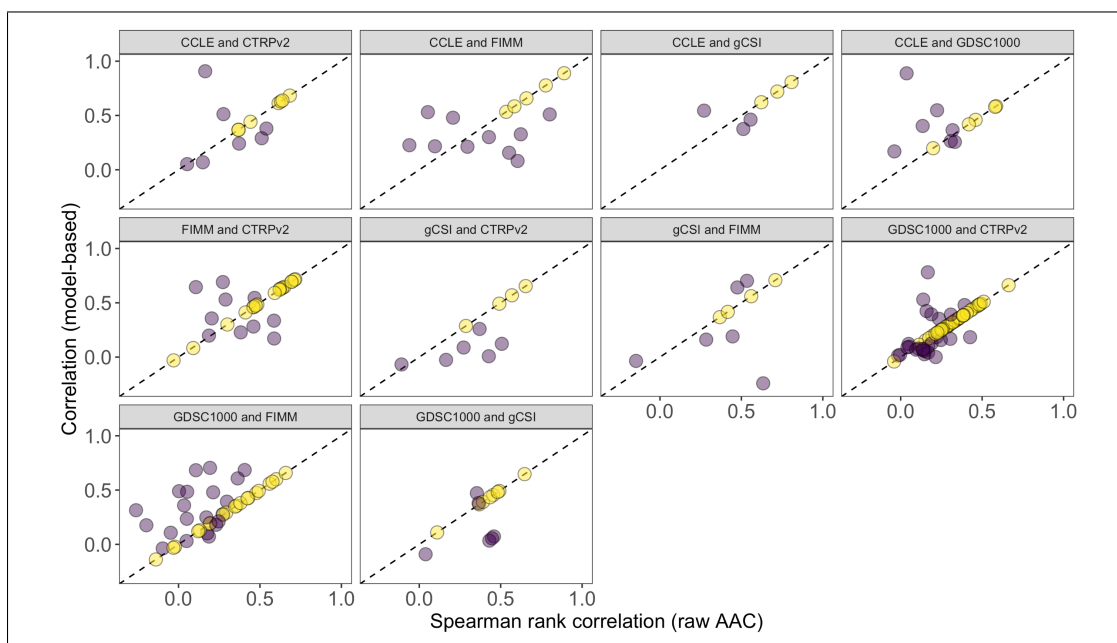 CCLE and CTRPv2 CCLE and FIMM CCLE and gCSI CCLE and GDSC1000
1.0
0.5
0.0
FIMM and CTRPv2 gCSI and CTRPv2 gCSI and FIMM GDSC1000 and CTRPv2
1.0
0.5
0.0
0.0 0.5 1.0 0.0 0.5 1.0
GDSC1000 and FIMM GDSC1000 and gCSI
1.0
0.5
0.0
0.0 0.5 1.0 0.0 0.5 1.0
Correlation (model-based)
Spearman rank correlation (raw AAC)